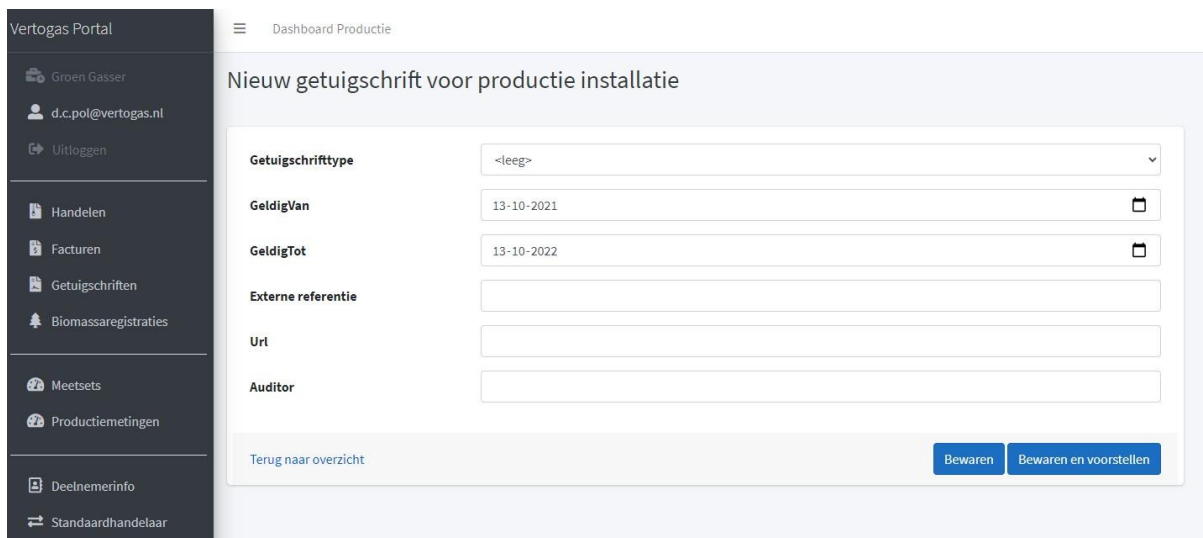 Vertogas Portal
Dashboard Productie
Groen Gasser
d.c.pol@vertogas.nl
Uitloggen
Handelen
Facturen
Getuigschriften
Biomassaregistraties
Meetsets
Productiemetingen
Deelnemerinfo
Standaardhandelaar
Nieuw getuigschrift voor productie installatie
Getuigschrifttype
<leeg>
GeldigVan
13-10-2021
GeldigTot
13-10-2022
Externe referentie
Url
Auditor
Terug naar overzicht
Bewaren
Bewaren en voorstellen